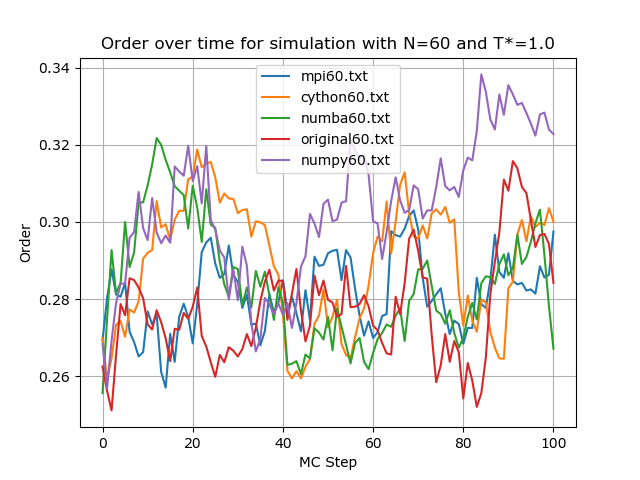 Order over time for simulation with N=60 and T*=1.0
0.34
0.32
0.30
0.28
0.26
Order
mpi60.txt
cython60.txt
numba60.txt
original60.txt
numpy60.txt
0 20 40 60 80 100
MC Step